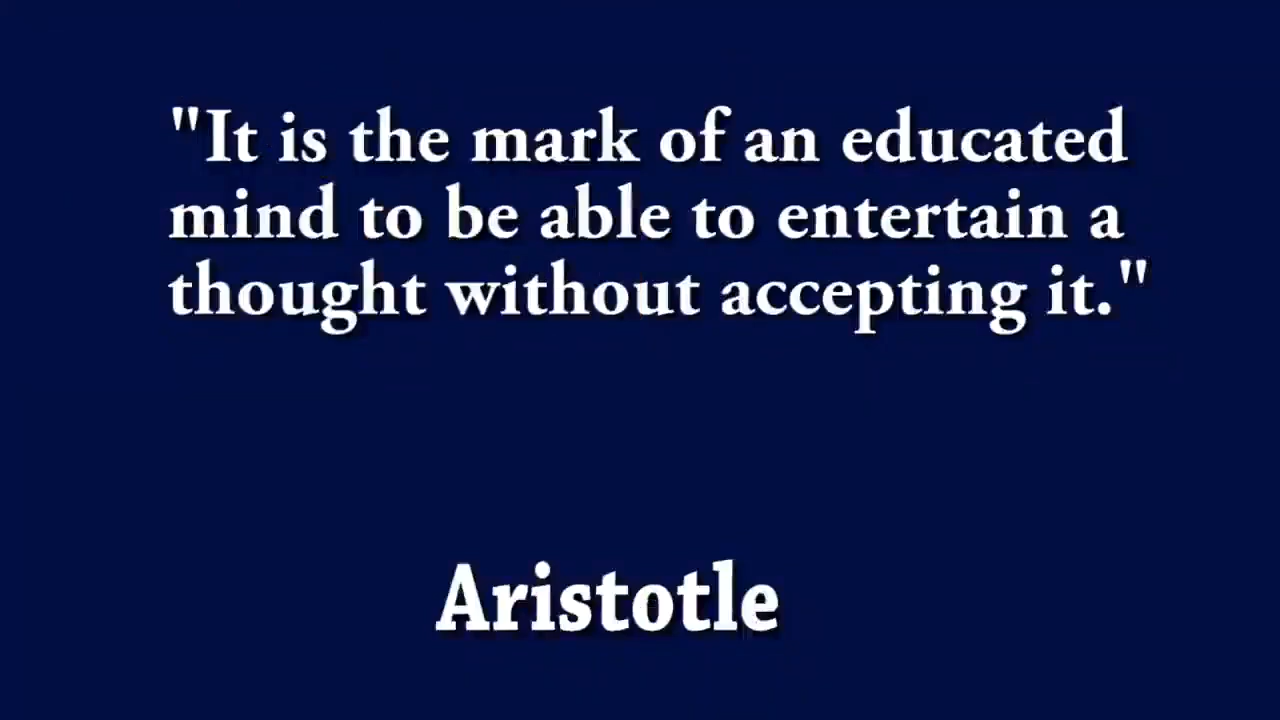 "It is the mark of an educated
mind to be able to entertain a
thought without accepting it."
Aristotle